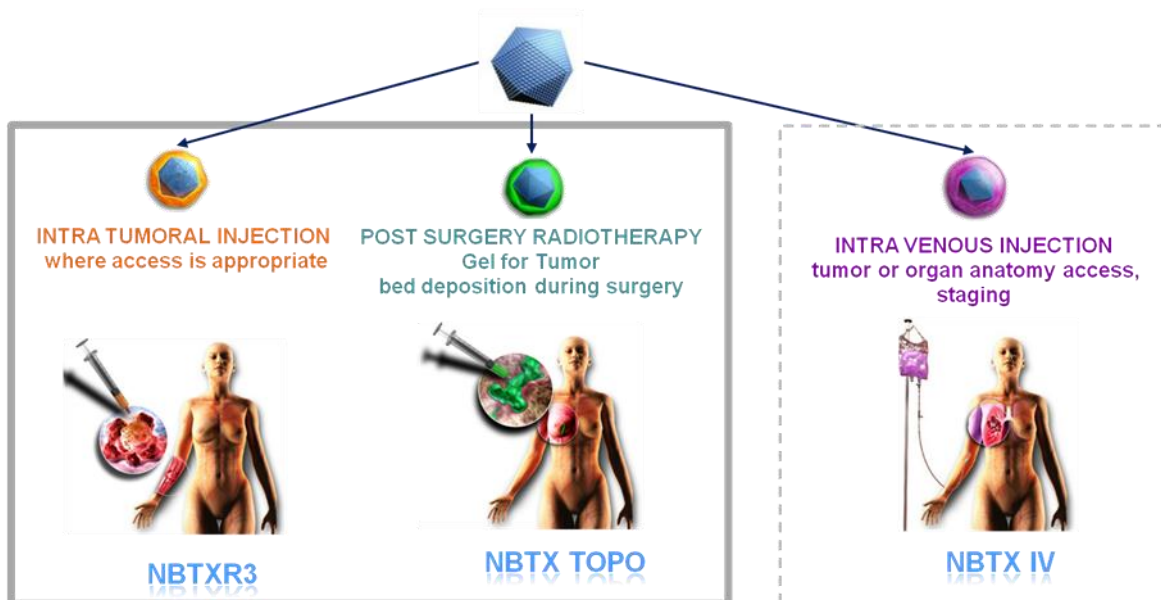 INTRA TUMORAL INJECTION
where access is appropriate
NBTXR3
POST SURGERY RADIOTHERAPY
Gel for Tumor
bed deposition during surgery
NBTX TOPO
INTRA VENOUS INJECTION
tumor or organ anatomy access,
staging
NBTX IV